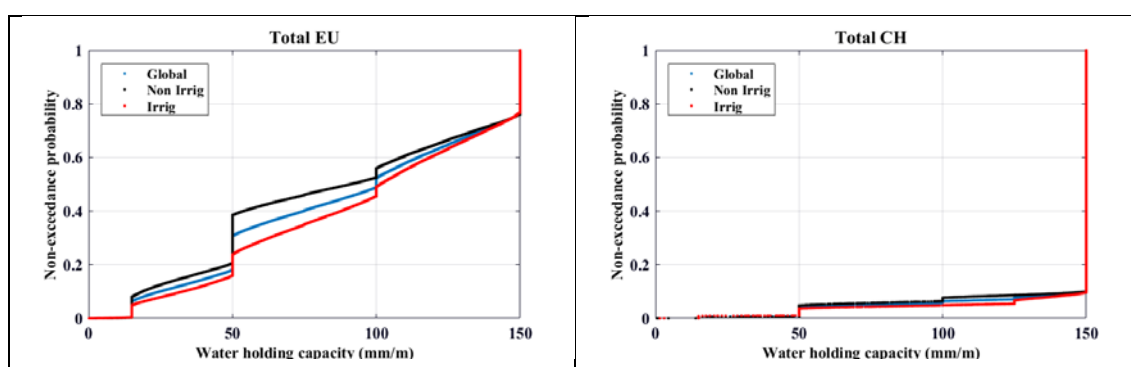 Total EU
1
0.8
0.6
0.4
0.2
0
Non-exceedance probability
Global
Non Irrig
Irrig
0 50 100 150
Water holding capacity (mm/m)
Total CH
1
0.8
0.6
0.4
0.2
0
Non-exceedance probability
Global
Non Irrig
Irrig
0 50 100 150
Water holding capacity (mm/m)